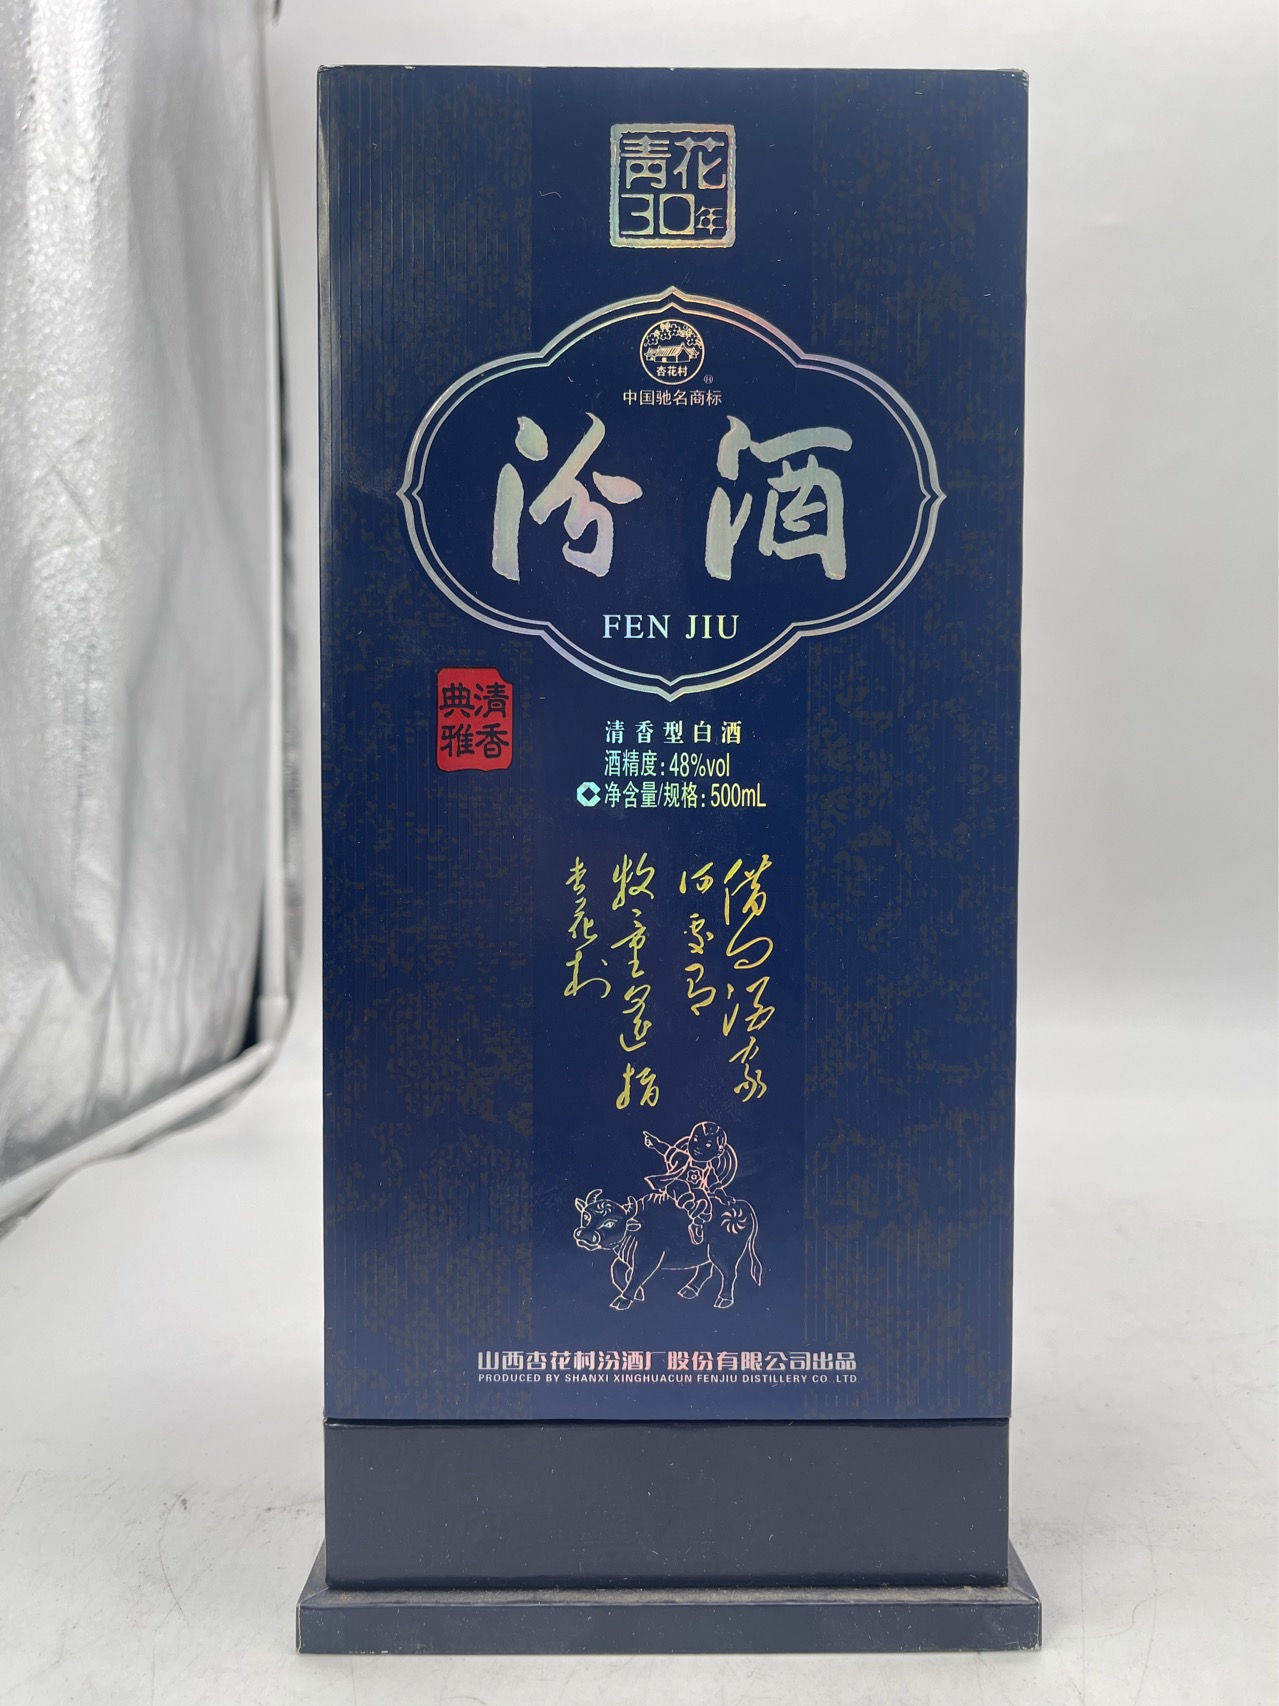 青花
30年
杏花村
中国驰名商标
汾酒
FEN JIU
清香
典雅
清香型白酒
酒精度:48%vol
净含量/规格:500mL
借问酒家
何处有
牧童遥指
杏花村
山西杏花村汾酒厂股份有限公司出品
PRODUCED BY SHANXI XINGHUACUN FENJIU DISTILLERY CO.,LTD